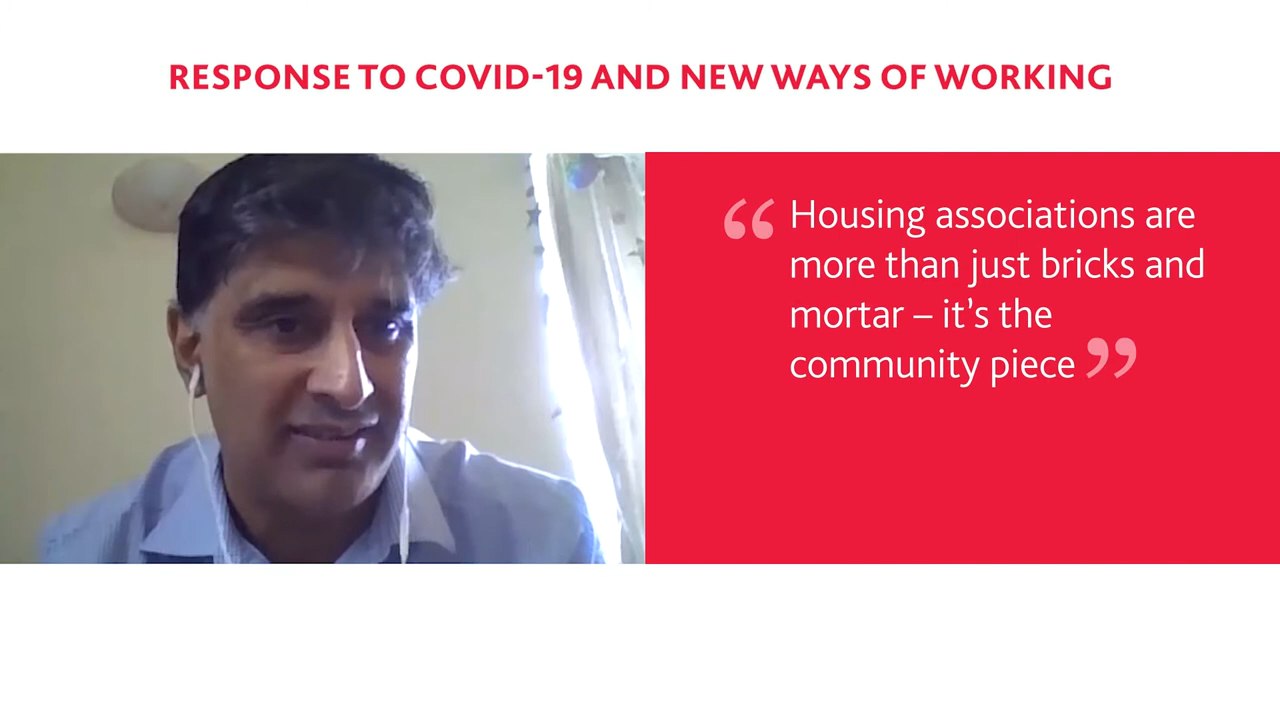 RESPONSE TO COVID-19 AND NEW WAYS OF WORKING
“Housing associations are
more than just bricks and
mortar – it’s the
community piece”